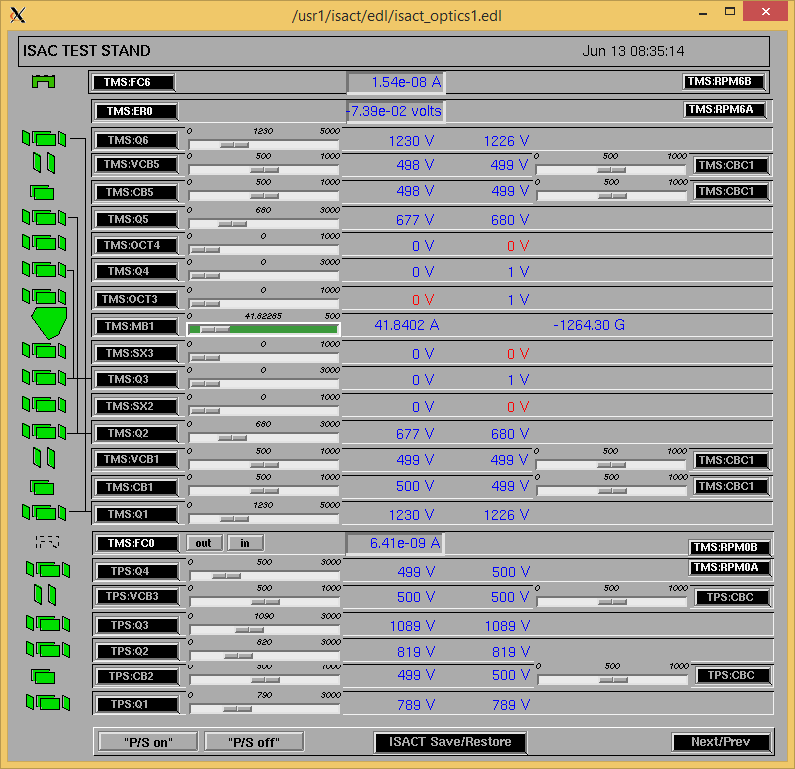 /usr1/isact/edl/isact_optics1.edl
ISAC TEST STAND Jun 13 08:35:14
TMS:FC6 1.54e-08 A TMS:RPM6B
TMS:ER0 -7.39e-02 volts TMS:RPM6A
TMS:Q6 0 1230 5000 1230 V 1226 V
TMS:VCB5 0 500 1000 498 V 499 V 0 500 1000 TMS:CBC1
TMS:CB5 0 500 1000 498 V 499 V 0 500 1000 TMS:CBC1
TMS:Q5 0 680 3000 677 V 680 V
TMS:OCT4 0 0 1000 0 V 0 V
TMS:Q4 0 0 3000 0 V 1 V
TMS:OCT3 0 0 1000 0 V 1 V
TMS:MB1 0 41.82265 500 41.8402 A -1264.30 G
TMS:SX3 0 0 1000 0 V 0 V
TMS:Q3 0 0 3000 0 V 1 V
TMS:SX2 0 0 1000 0 V 0 V
TMS:Q2 0 680 3000 677 V 680 V
TMS:VCB1 0 500 1000 499 V 499 V 0 500 1000 TMS:CBC1
TMS:CB1 0 500 1000 500 V 499 V 0 500 1000 TMS:CBC1
TMS:Q1 0 1230 5000 1230 V 1226 V
TMS:FC0 out in 6.41e-09 A TMS:RPM0B
TPS:Q4 0 500 3000 499 V 500 V TMS:RPM0A
TPS:VCB3 0 500 1000 500 V 500 V 0 500 1000 TPS:CBC
TPS:Q3 0 1090 3000 1089 V 1089 V
TPS:Q2 0 820 3000 819 V 819 V
TPS:CB2 0 500 1000 499 V 500 V 0 500 1000 TPS:CBC
TPS:Q1 0 790 3000 789 V 789 V
"P/S on" "P/S off" ISACT Save/Restore Next/Prev